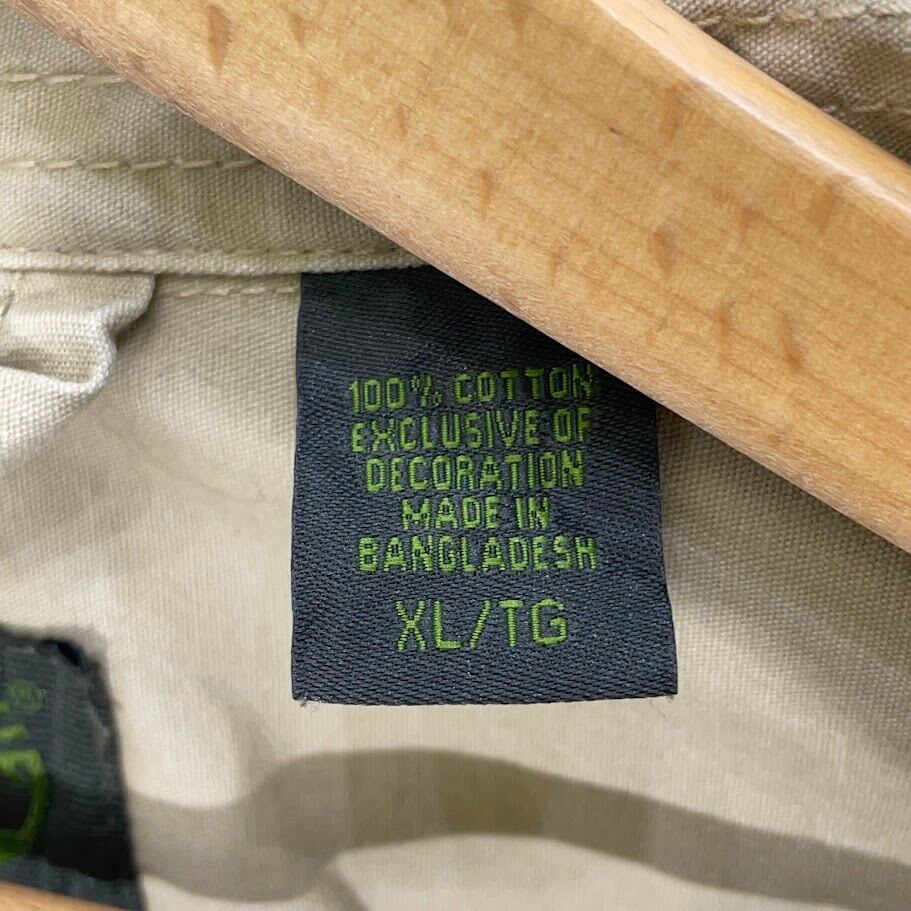 100% COTTON
EXCLUSIVE OF
DECORATION
MADE IN
BANGLADESH
XL/TG